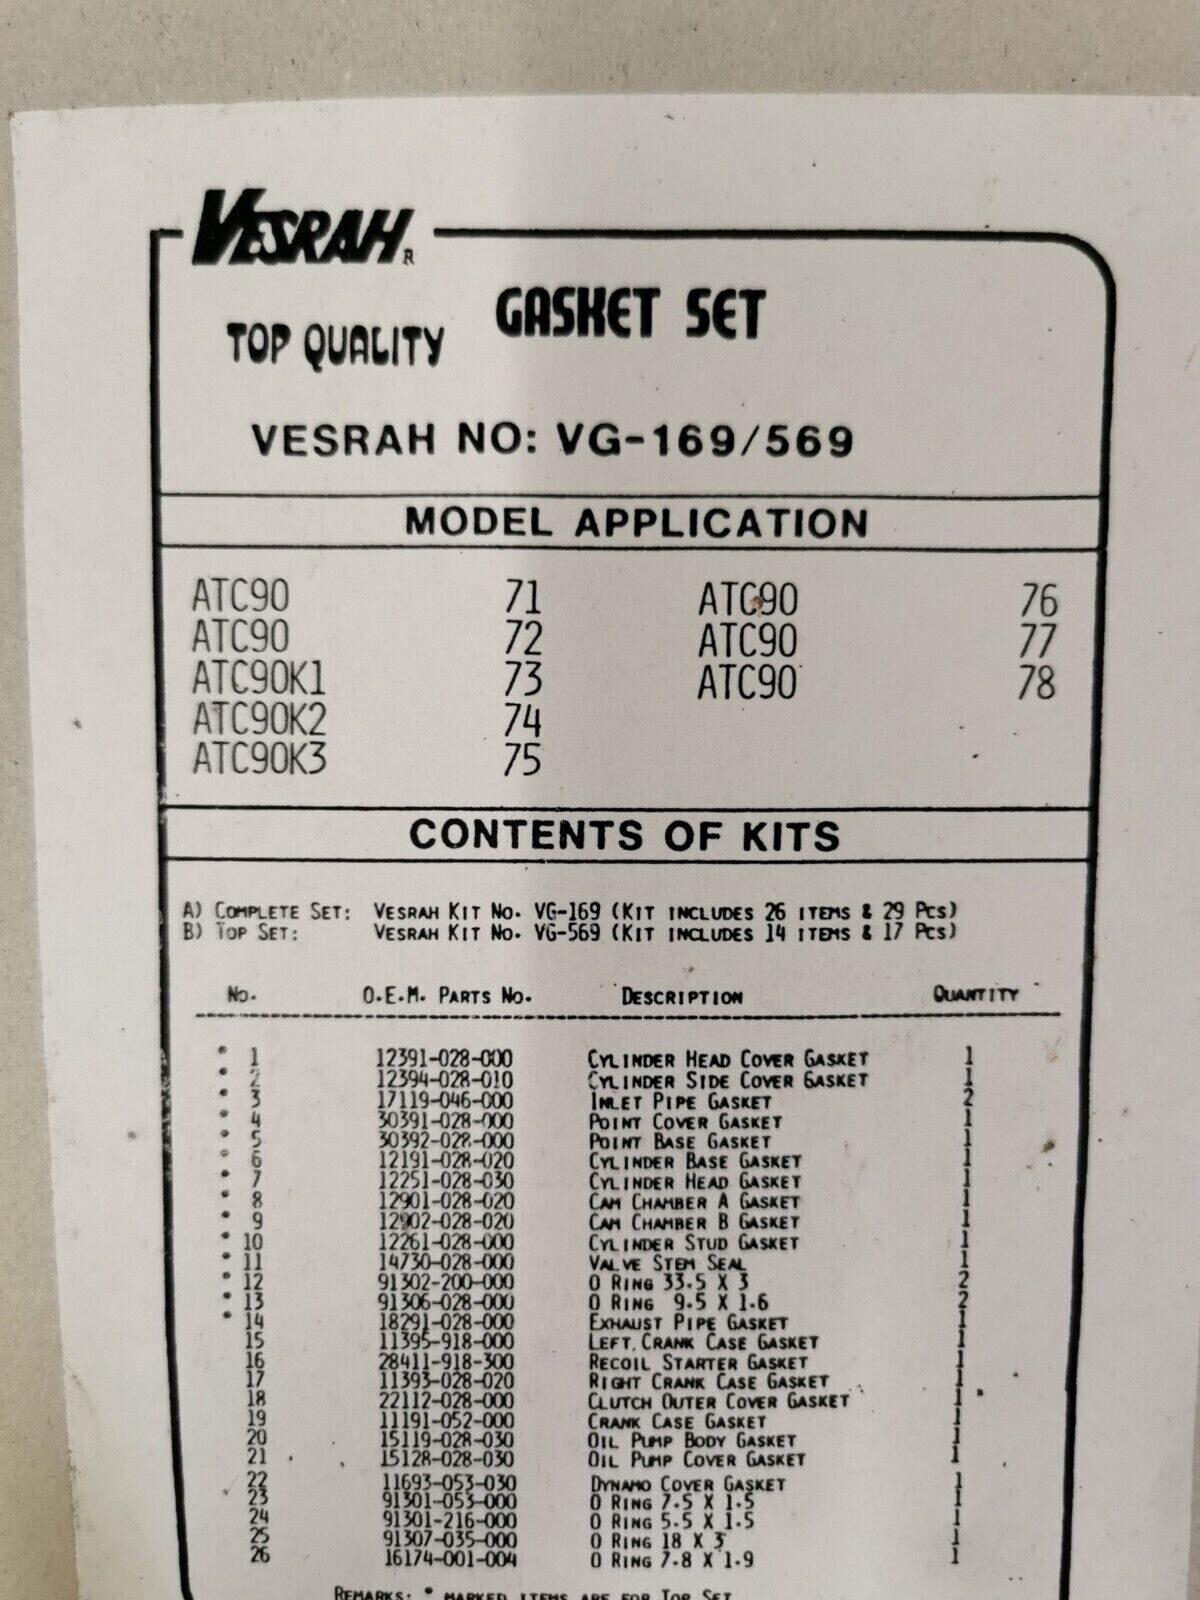 VESRAH R
GASKET SET
TOP QUALITY
VESRAH NO: VG-169/569
MODEL APPLICATION
ATC90 71 ATC90 76
ATC90 72 ATC90 77
ATC90K1 73 ATC90 78
ATC90K2 74
ATC90K3 75
CONTENTS OF KITS
A) COMPLETE SET: VESRAH KIT NO. VG-169 (KIT INCLUDES 26 ITEMS & 29 PCS)
B) TOP SET: VESRAH KIT NO. VG-569 (KIT INCLUDES 14 ITEMS & 17 PCS)
NO. O.E.M. PARTS NO. DESCRIPTION QUANTITY
* 1 12391-028-000 CYLINDER HEAD COVER GASKET 1
* 2 12394-028-010 CYLINDER SIDE COVER GASKET 1
* 3 17119-046-000 INLET PIPE GASKET 2
* 4 30391-028-000 POINT COVER GASKET 1
* 5 30392-028-000 POINT BASE GASKET 1
* 6 12191-028-020 CYLINDER BASE GASKET 1
* 7 12251-028-030 CYLINDER HEAD GASKET 1
* 8 12901-028-020 CAM CHAMBER A GASKET 1
* 9 12902-028-020 CAM CHAMBER B GASKET 1
* 10 12261-028-000 CYLINDER STUD GASKET 1
* 11 14730-028-000 VALVE STEM SEAL 1
* 12 91302-200-000 O RING 33.5 X 3 2
* 13 91306-028-000 O RING 9.5 X 1.6 2
* 14 18291-028-000 EXHAUST PIPE GASKET 1
15 11395-918-000 LEFT CRANK CASE GASKET 1
16 28411-918-300 RECOIL STARTER GASKET 1
17 11393-028-020 RIGHT CRANK CASE GASKET 1
18 22112-028-000 CLUTCH OUTER COVER GASKET 1
19 11191-052-000 CRANK CASE GASKET 1
20 15119-028-030 OIL PUMP BODY GASKET 1
21 15128-028-030 OIL PUMP COVER GASKET 1
22 11693-053-030 DYNAMO COVER GASKET 1
23 91301-053-000 O RING 7.5 X 1.5 1
24 91301-216-000 O RING 5.5 X 1.5 1
25 91307-035-000 O RING 18 X 3 1
26 16174-001-004 O RING 7.8 X 1.9 1
REMARKS: * MARKED ITEMS ARE FOR TOP SET